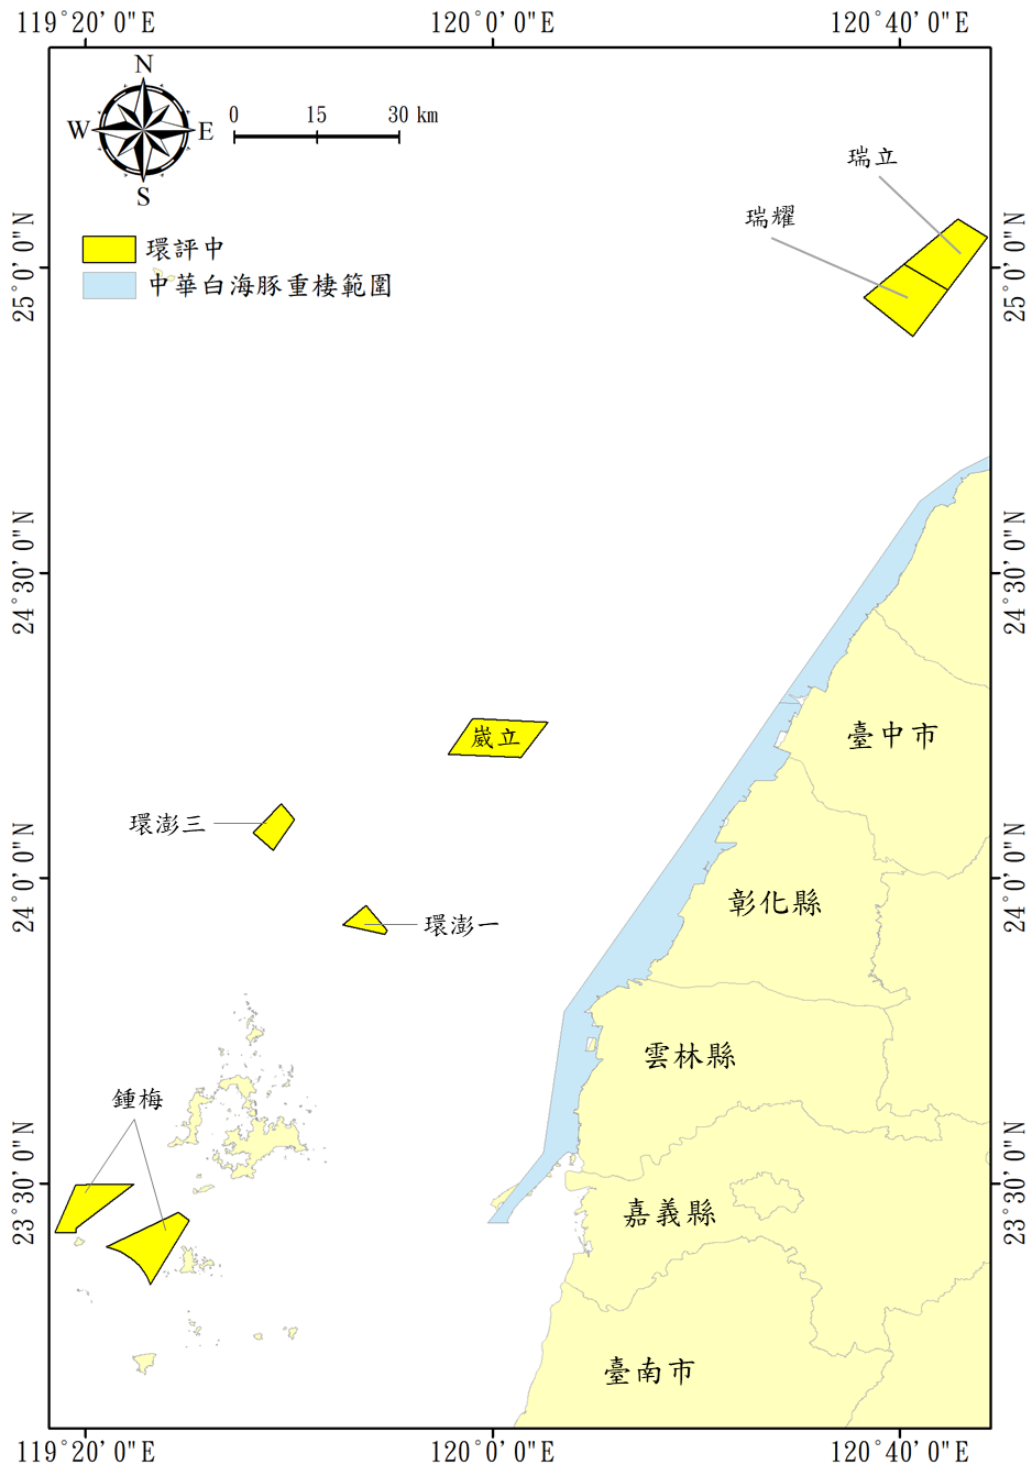 119°20'0"E
120°0'0"E
120°40'0"E
N
W
E
S
0
15
30 km
瑞立
瑞耀
環評中
中華白海豚重棲範圍
25°0'0"N
25°0'0"N
24°30'0"N
24°30'0"N
崴立
臺中市
環澎三
24°0'0"N
24°0'0"N
彰化縣
環澎一
雲林縣
鍾梅
23°30'0"N
23°30'0"N
嘉義縣
臺南市
119°20'0"E
120°0'0"E
120°40'0"E